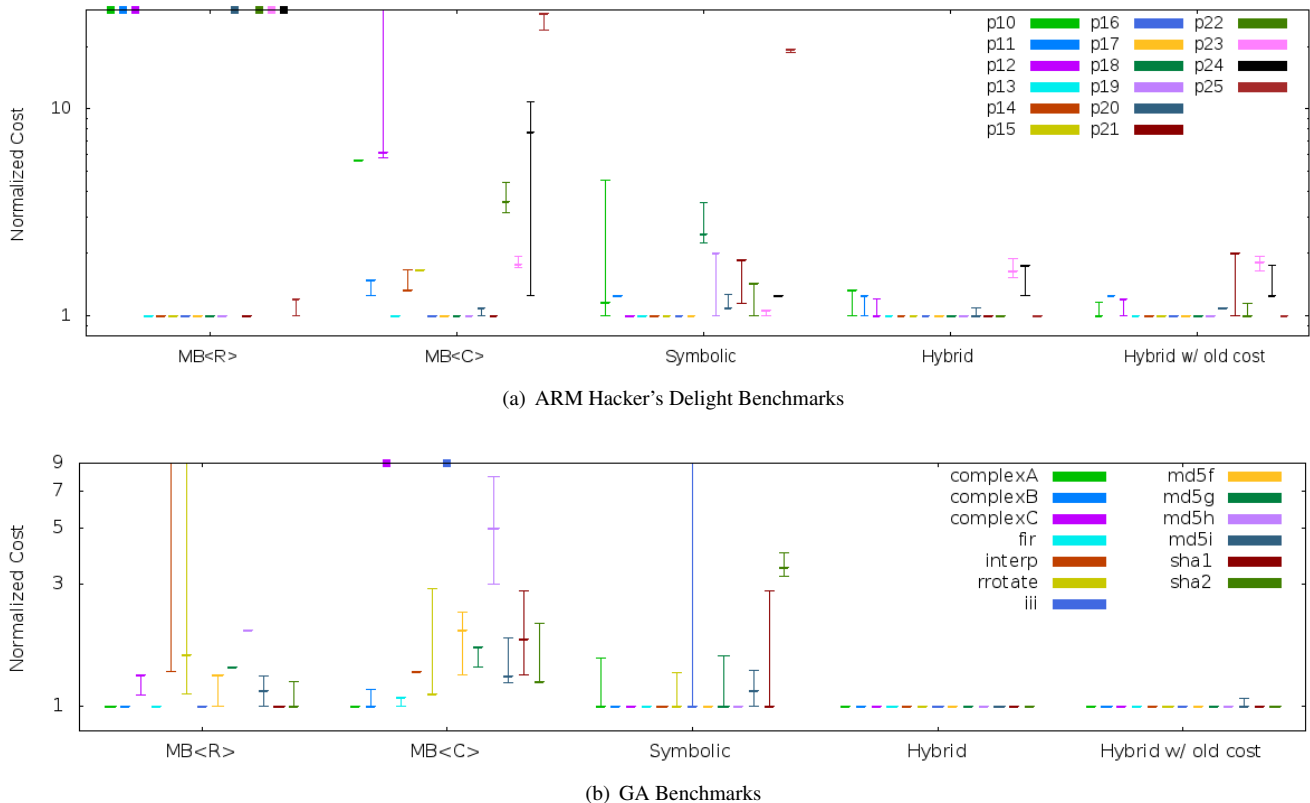 Normalized Cost
10
1
p10 p16 p22
p11 p17 p23
p12 p18 p24
p13 p19 p25
p14 p20
p15 p21
MB<R> MB<C> Symbolic Hybrid Hybrid w/ old cost
(a) ARM Hacker's Delight Benchmarks
Normalized Cost
9
7
5
3
1
complexA md5f
complexB md5g
complexC md5h
fir md5i
interp sha1
rrotate sha2
iii
MB<R> MB<C> Symbolic Hybrid Hybrid w/ old cost
(b) GA Benchmarks